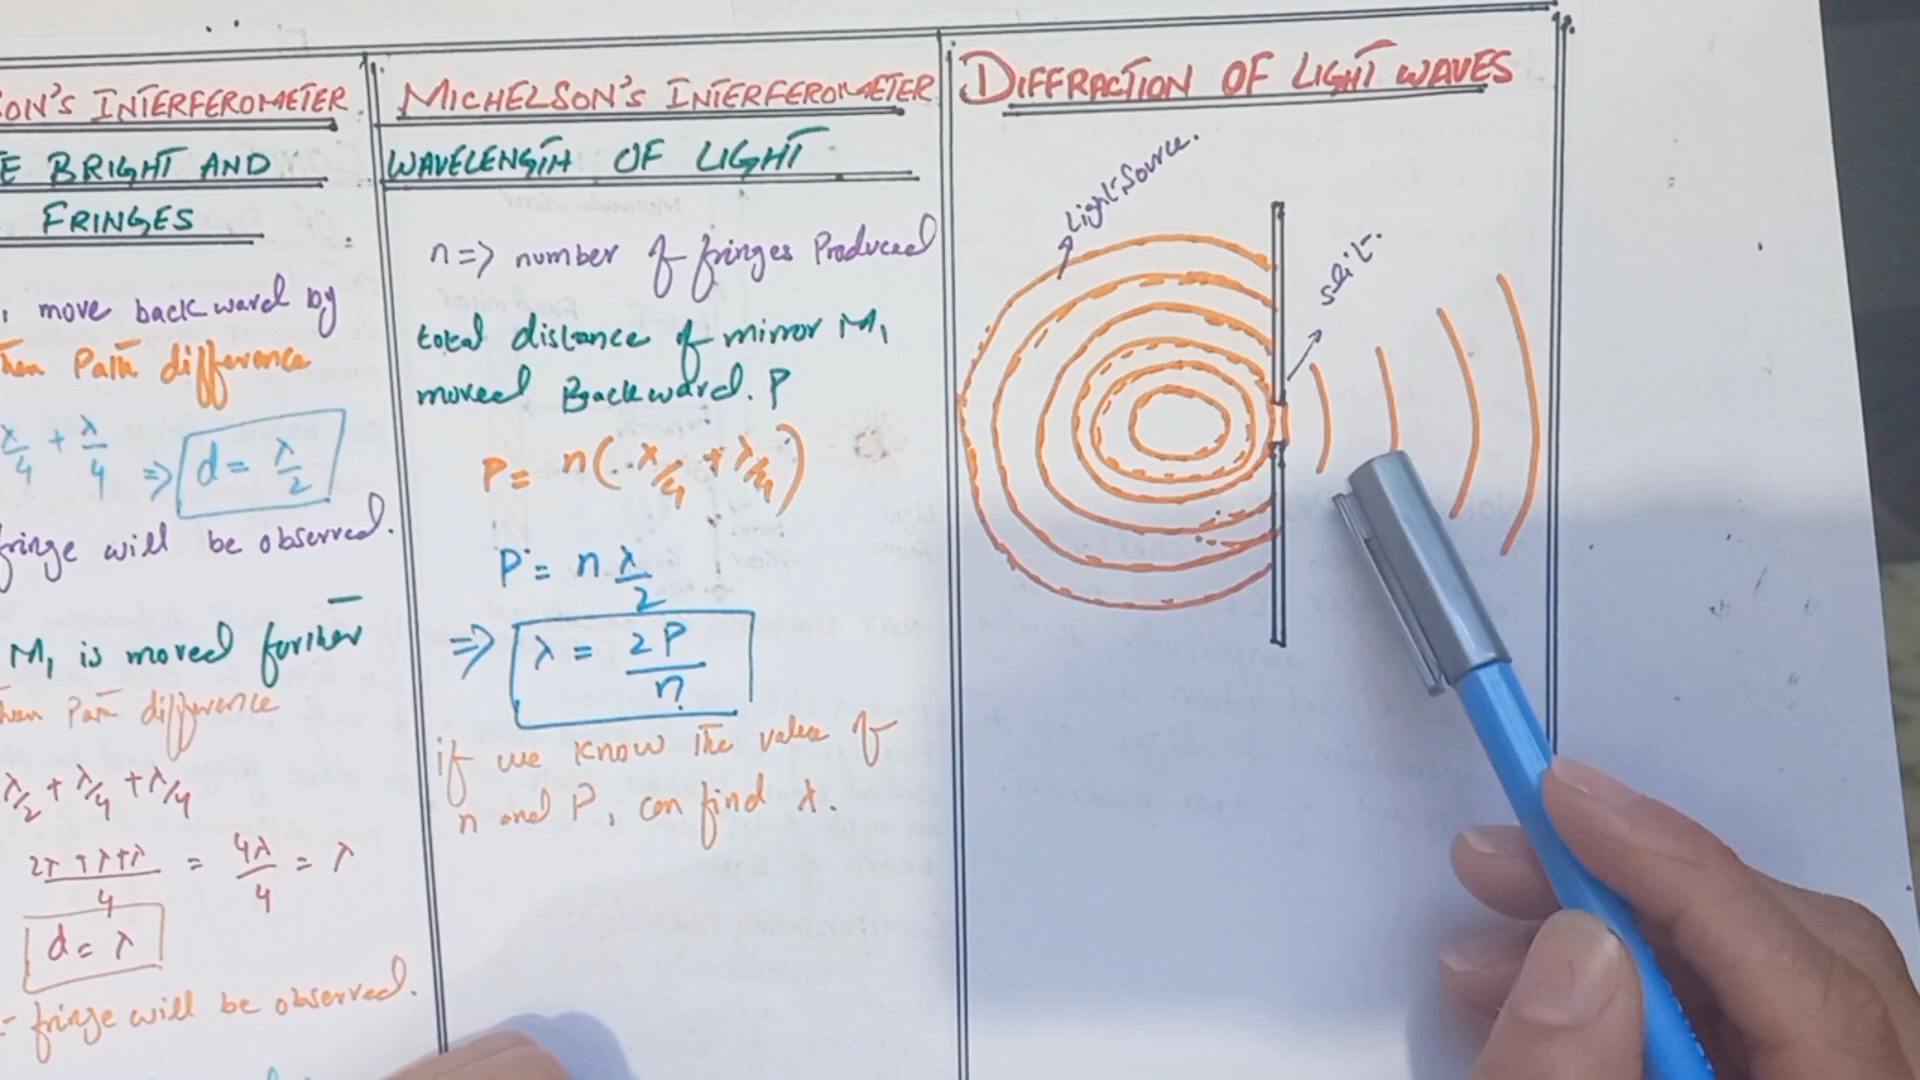 ON'S INTERFEROMETER
E BRIGHT AND
FRINGES
, move backward by
hen Path difference
λ/4 + λ/4 => d = λ/2
fringe will be observed.
M₁ is moved further
hen Path difference
λ/2 + λ/4 + λ/4
2λ+λ+λ/4 = 4λ/4 = λ
d = λ
fringe will be observed.
MICHELSON'S INTERFEROMETER
WAVELENGTH OF LIGHT
n => number of fringes Produced
total distance of mirror M₁
moved Backward. P
P = n(λ/4 + λ/4)
P = n λ/2
=> λ = 2P/n
if we know The value of
n and P, can find λ.
DIFFRACTION OF LIGHT WAVES
Light Source.
slit.